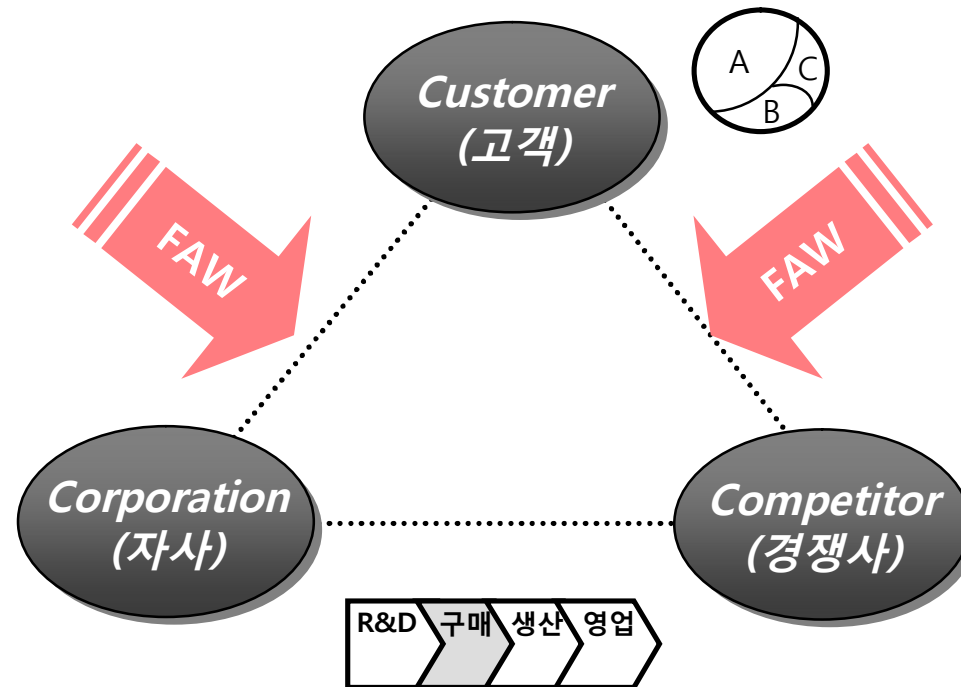 Customer
(고객)
A
C
B
FAW
FAW
Corporation
(자사)
Competitor
(경쟁사)
R&D
구매
생산
영업